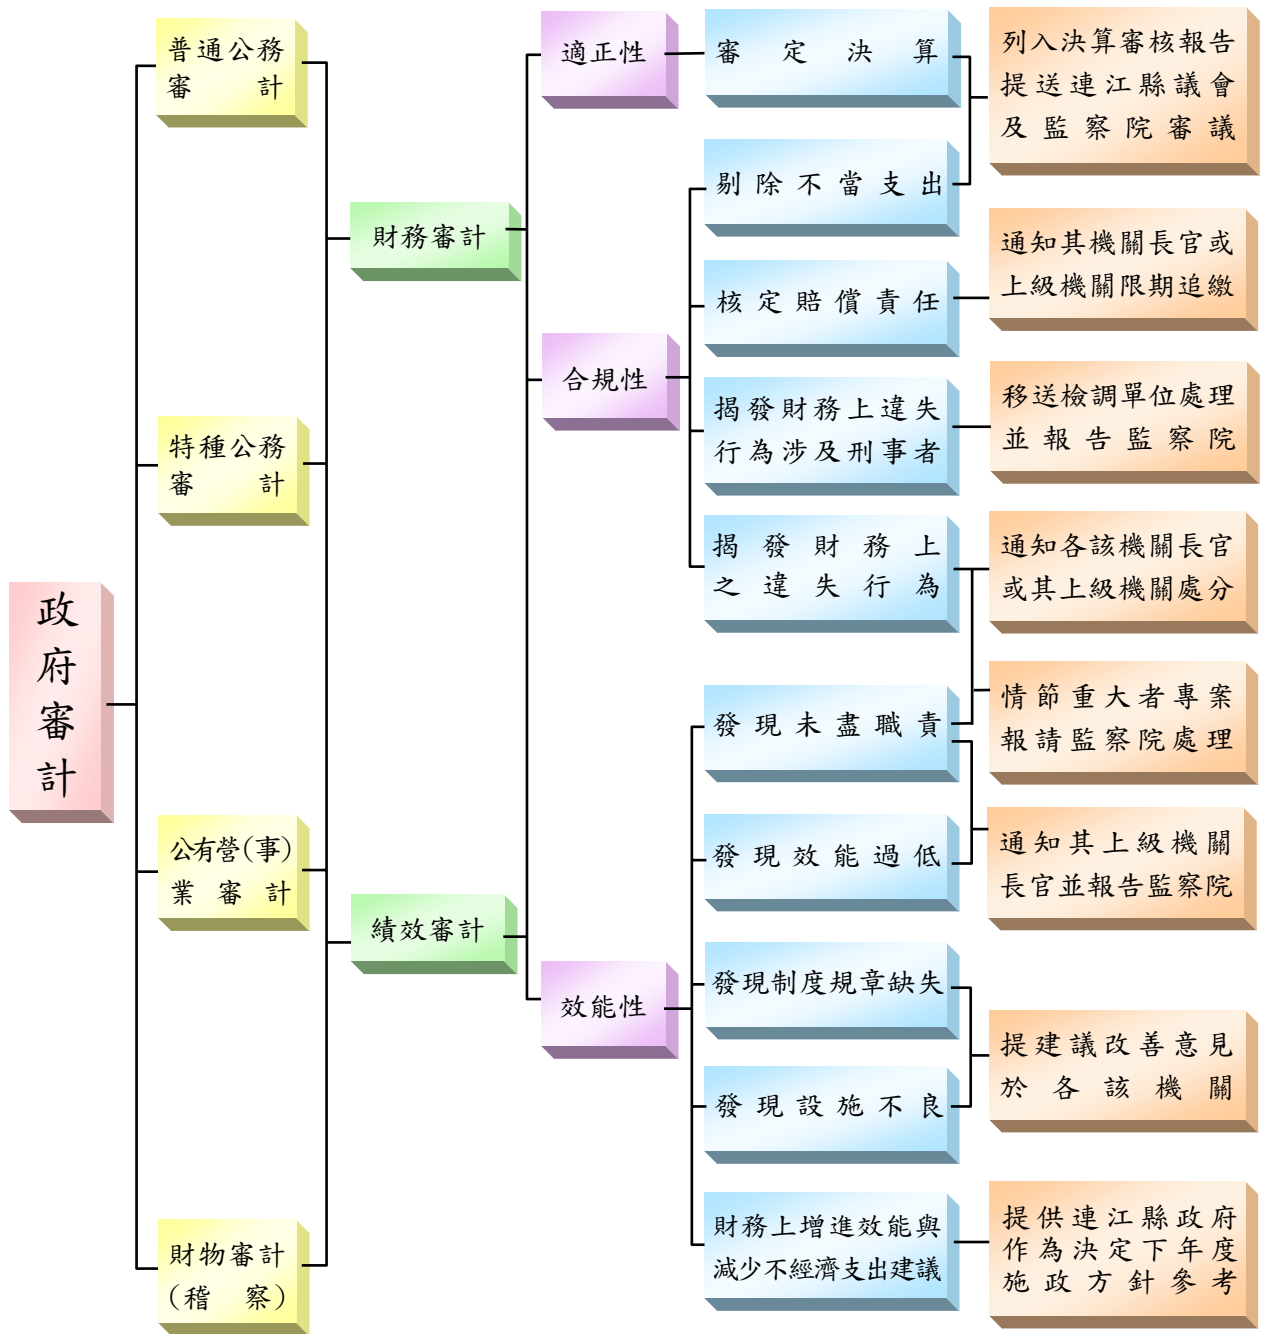 政府審計
普通公務
審計
特種公務
審計
公有營(事)
業審計
財物審計
(稽察)
財務審計
績效審計
適正性
合規性
效能性
審定決算
剔除不當支出
核定賠償責任
揭發財務上違失
行為涉及刑事者
揭發財務上
之違失行為
發現未盡職責
發現效能過低
發現制度規章缺失
發現設施不良
財務上增進效能與
減少不經濟支出建議
列入決算審核報告
提送連江縣議會
及監察院審議
通知其機關長官或
上級機關限期追繳
移送檢調單位處理
並報告監察院
通知各該機關長官
或其上級機關處分
情節重大者專案
報請監察院處理
通知其上級機關
長官並報告監察院
提建議改善意見
於各該機關
提供連江縣政府
作為決定下年度
施政方針參考